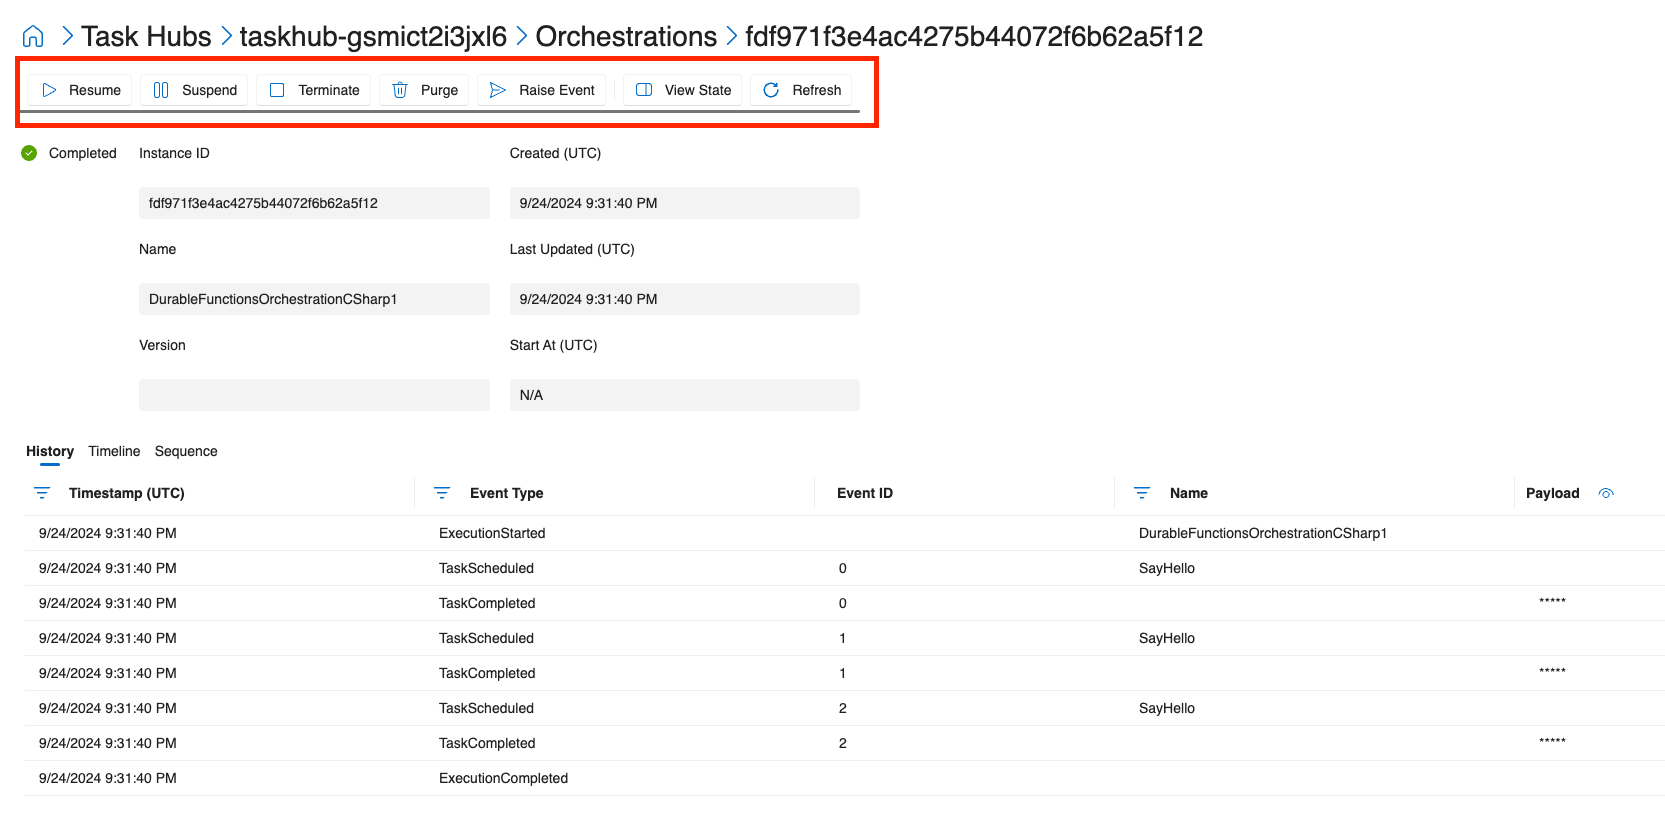 Task Hubs taskhub-gsmict2i3jxl6 Orchestrations fdf971f3e4ac4275b44072f6b62a5f12
Resume Suspend Terminate Purge Raise Event View State Refresh
Completed Instance ID Created (UTC)
fdf971f3e4ac4275b44072f6b62a5f12 9/24/2024 9:31:40 PM
Name Last Updated (UTC)
DurableFunctionsOrchestrationCSharp1 9/24/2024 9:31:40 PM
Version Start At (UTC)
N/A
History Timeline Sequence
Timestamp (UTC) Event Type Event ID Name Payload
9/24/2024 9:31:40 PM ExecutionStarted DurableFunctionsOrchestrationCSharp1
9/24/2024 9:31:40 PM TaskScheduled 0 SayHello
9/24/2024 9:31:40 PM TaskCompleted 0 *****
9/24/2024 9:31:40 PM TaskScheduled 1 SayHello
9/24/2024 9:31:40 PM TaskCompleted 1 *****
9/24/2024 9:31:40 PM TaskScheduled 2 SayHello
9/24/2024 9:31:40 PM TaskCompleted 2 *****
9/24/2024 9:31:40 PM ExecutionCompleted